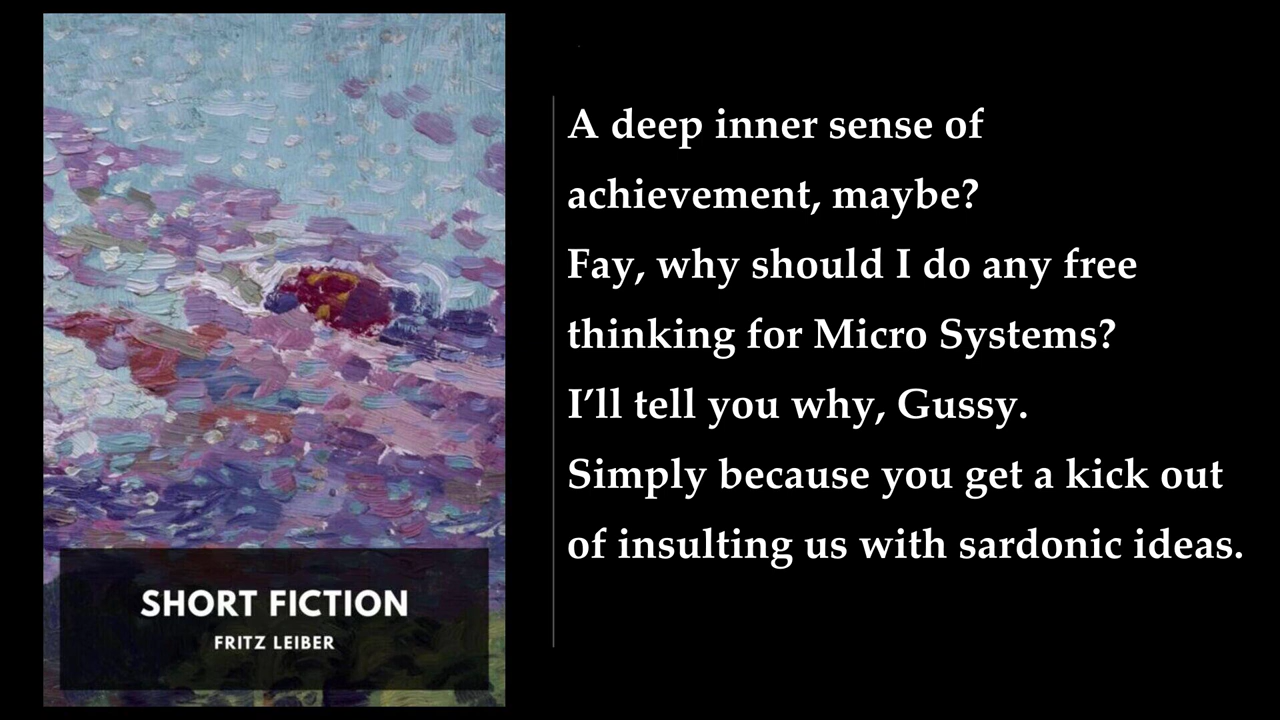 SHORT FICTION
FRITZ LEIBER
A deep inner sense of
achievement, maybe?
Fay, why should I do any free
thinking for Micro Systems?
I’ll tell you why, Gussy.
Simply because you get a kick out
of insulting us with sardonic ideas.